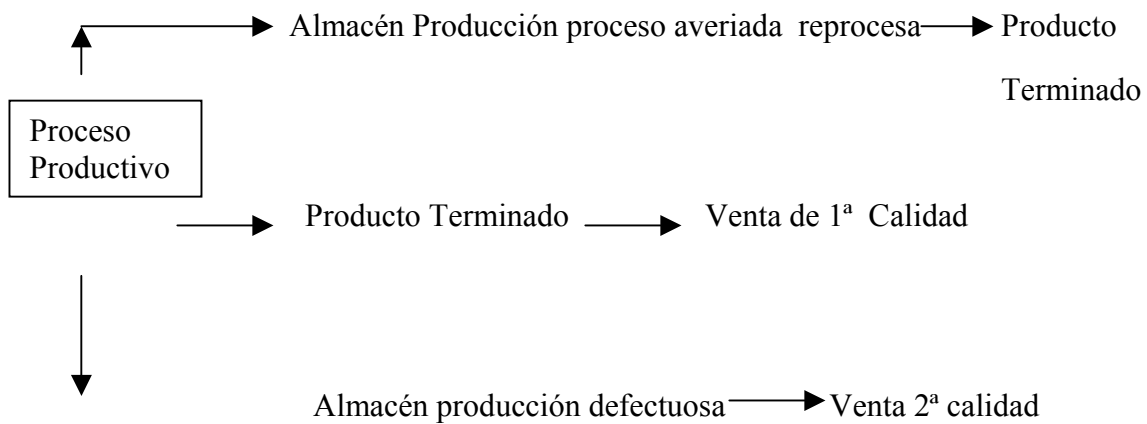 Almacén Producción proceso averiada reprocesa Producto
Terminado
Proceso
Productivo
Producto Terminado Venta de 1ª Calidad
Almacén producción defectuosa Venta 2ª calidad